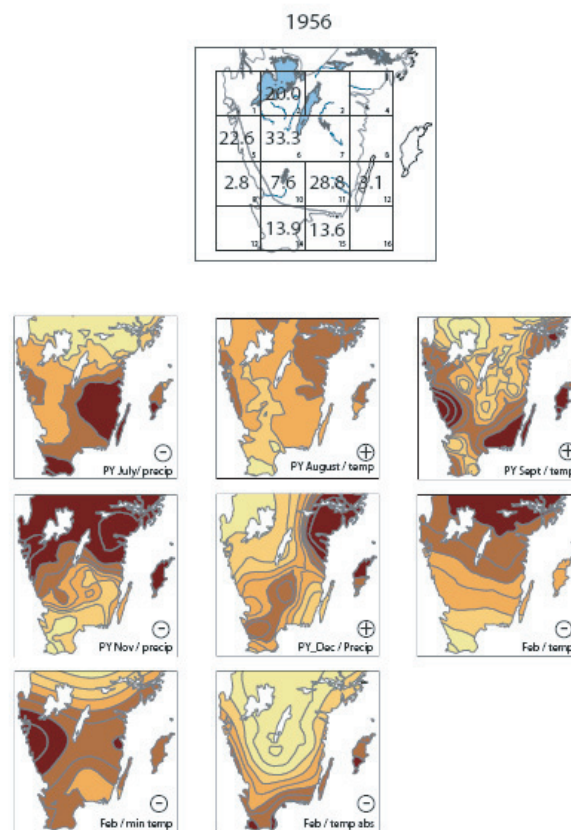 1956
20.0
2 3 4
22.6 33.3
5 6 7 8
2.8 7.6 28.8 3.1
10 11 12
13.9 13.6
13 14 15 16
−
PY July/ precip
+
PY August / temp
+
PY Sept / temp
−
PY Nov / precip
+
PY_Dec / Precip
−
Feb / temp
−
Feb / min temp
−
Feb / temp abs